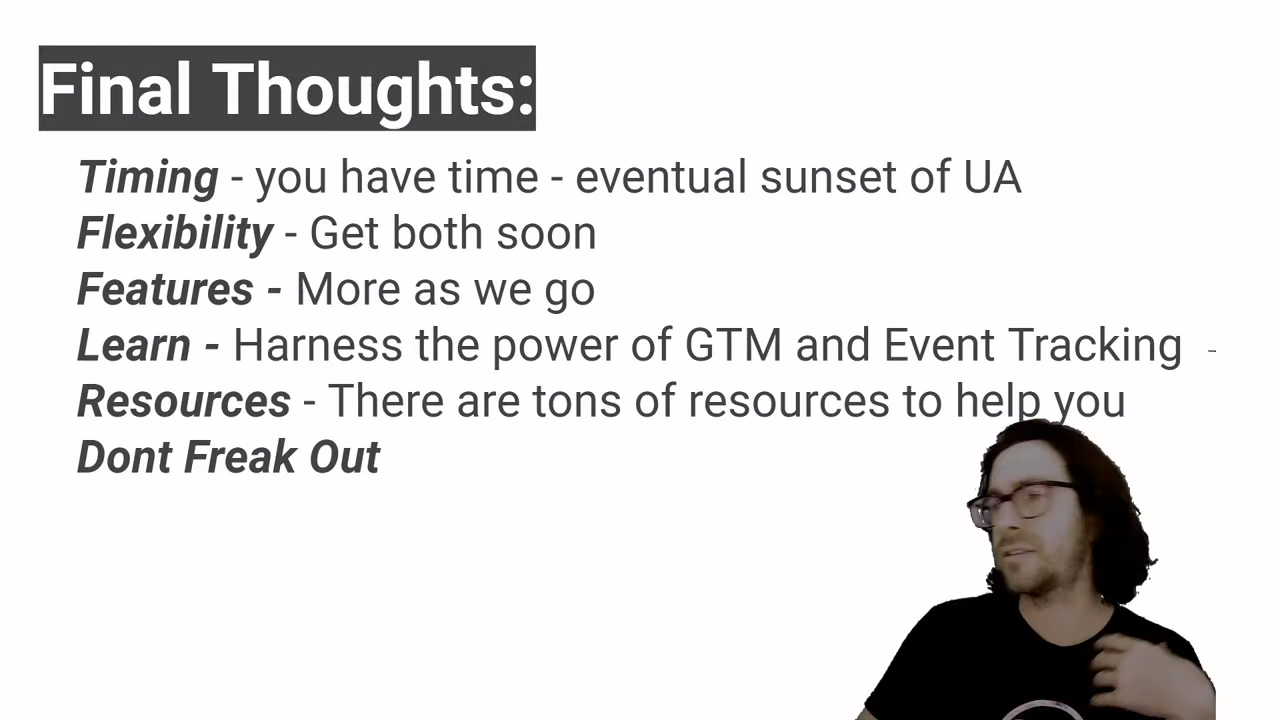 Final Thoughts:
Timing - you have time - eventual sunset of UA
Flexibility - Get both soon
Features - More as we go
Learn - Harness the power of GTM and Event Tracking -
Resources - There are tons of resources to help you
Dont Freak Out